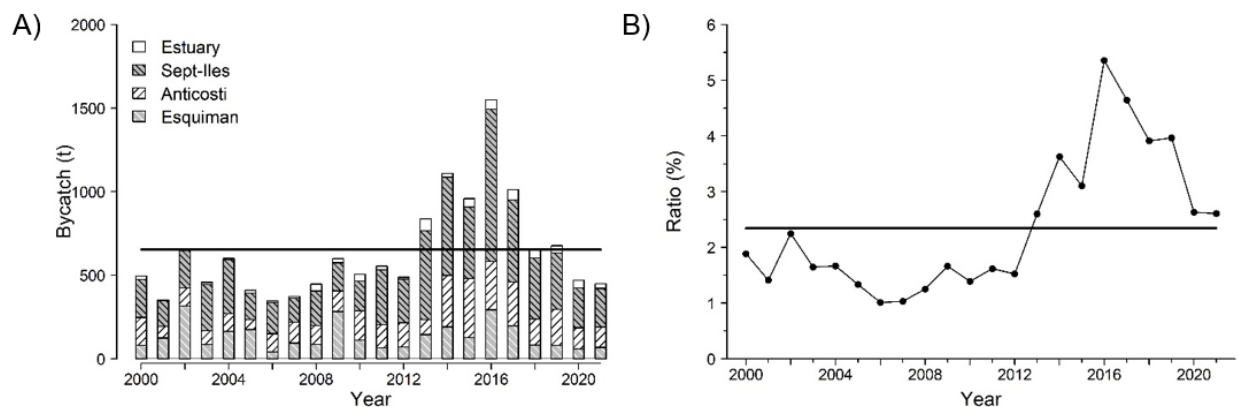 A)
Bycatch (t)
2000
1500
1000
500
0
Estuary
Sept-Iles
Anticosti
Esquiman
2000 2004 2008 2012 2016 2020
Year
B)
Ratio (%)
6
5
4
3
2
1
0
2000 2004 2008 2012 2016 2020
Year